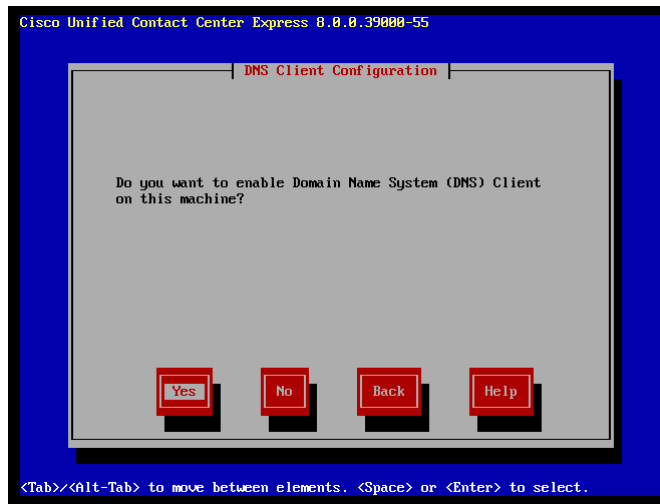 Cisco Unified Contact Center Express 8.0.0.39000-55
DNS Client Configuration
Do you want to enable Domain Name System (DNS) Client
on this machine?
Yes No Back Help
<Tab>/<Alt-Tab> to move between elements. <Space> or <Enter> to select.